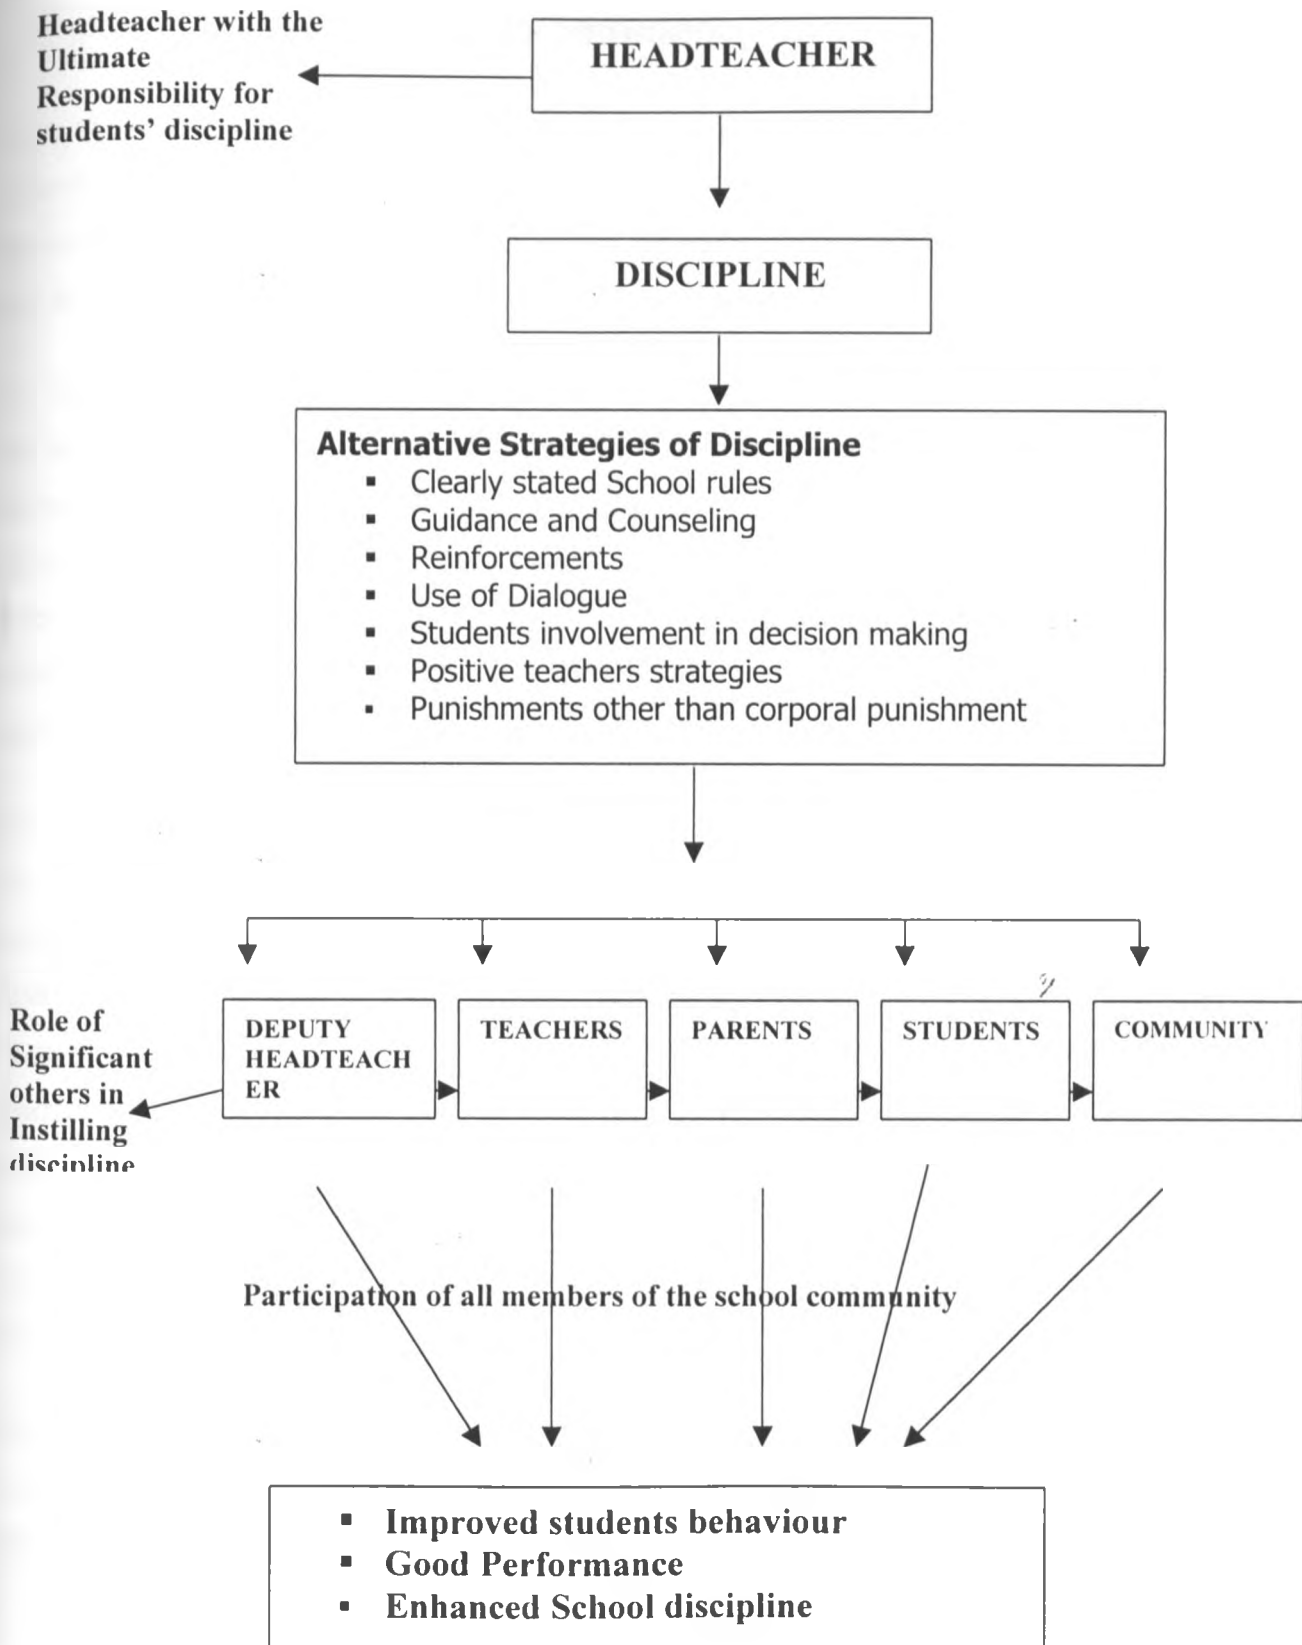 Headteacher with the
Ultimate
Responsibility for
students' discipline
HEADTEACHER
DISCIPLINE
Alternative Strategies of Discipline
▪ Clearly stated School rules
▪ Guidance and Counseling
▪ Reinforcements
▪ Use of Dialogue
▪ Students involvement in decision making
▪ Positive teachers strategies
▪ Punishments other than corporal punishment
Role of
Significant
others in
Instilling
discipline
DEPUTY
HEADTEACH
ER
TEACHERS
PARENTS
STUDENTS
COMMUNITY
Participation of all members of the school community
▪ Improved students behaviour
▪ Good Performance
▪ Enhanced School discipline